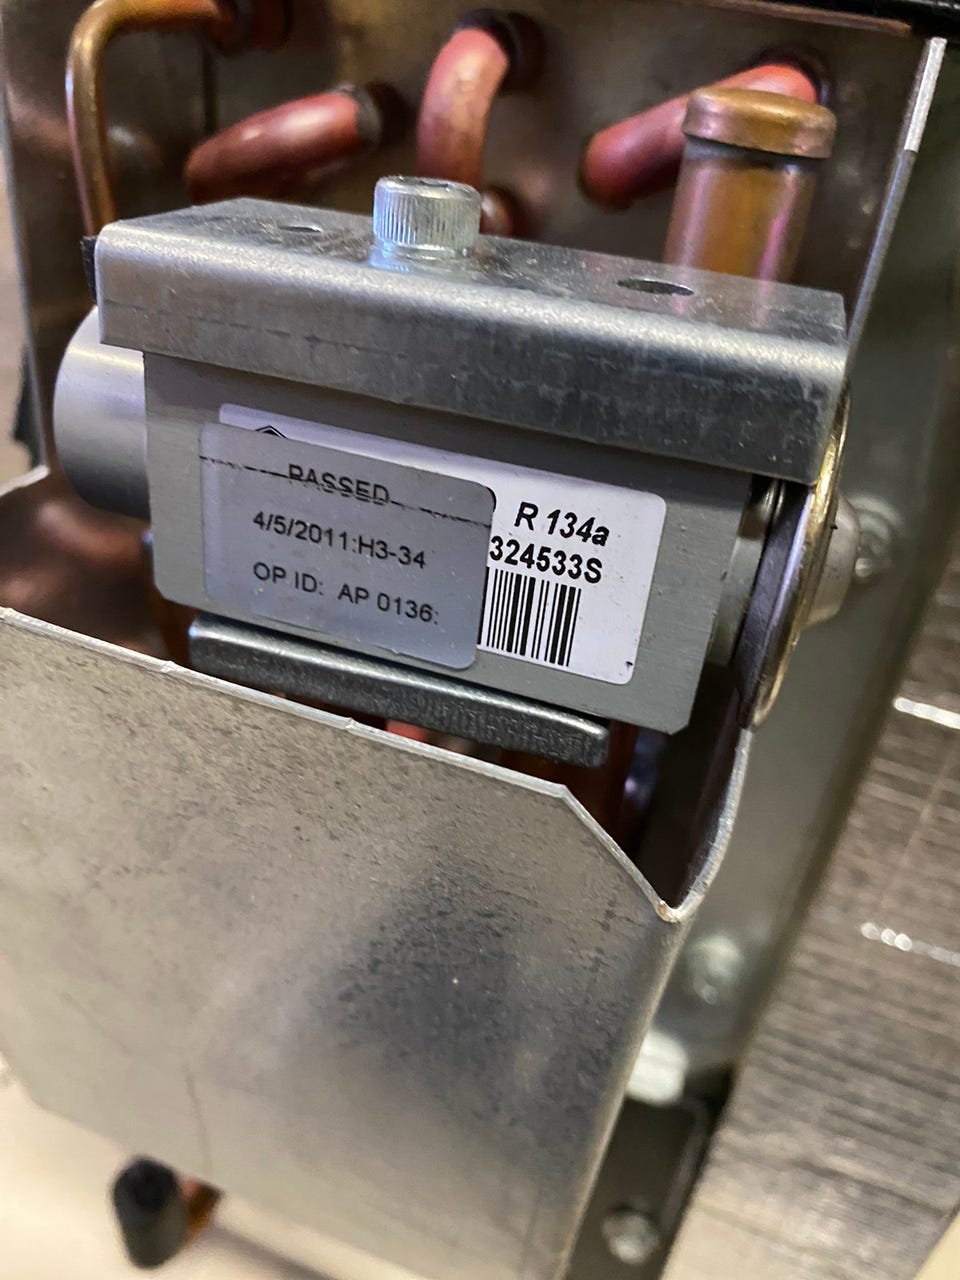 PASSED
4/5/2011:H3-34
OP ID: AP 0136:
R 134a
324533S